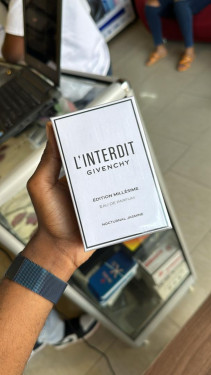 L'INTERDIT
GIVENCHY
ÉDITION MILLÉSIME
EAU DE PARFUM
NOCTURNAL JASMINE